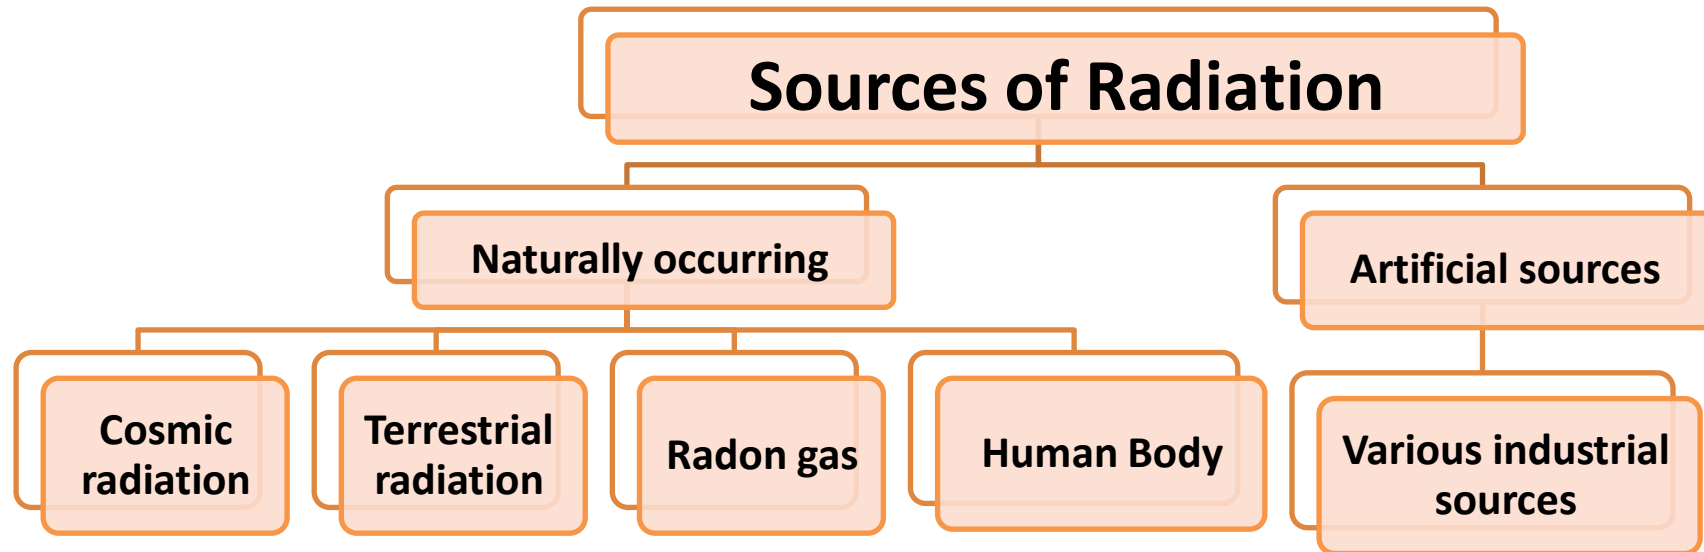 Sources of Radiation
Naturally occurring
Artificial sources
Cosmic
radiation
Terrestrial
radiation
Radon gas
Human Body
Various industrial
sources